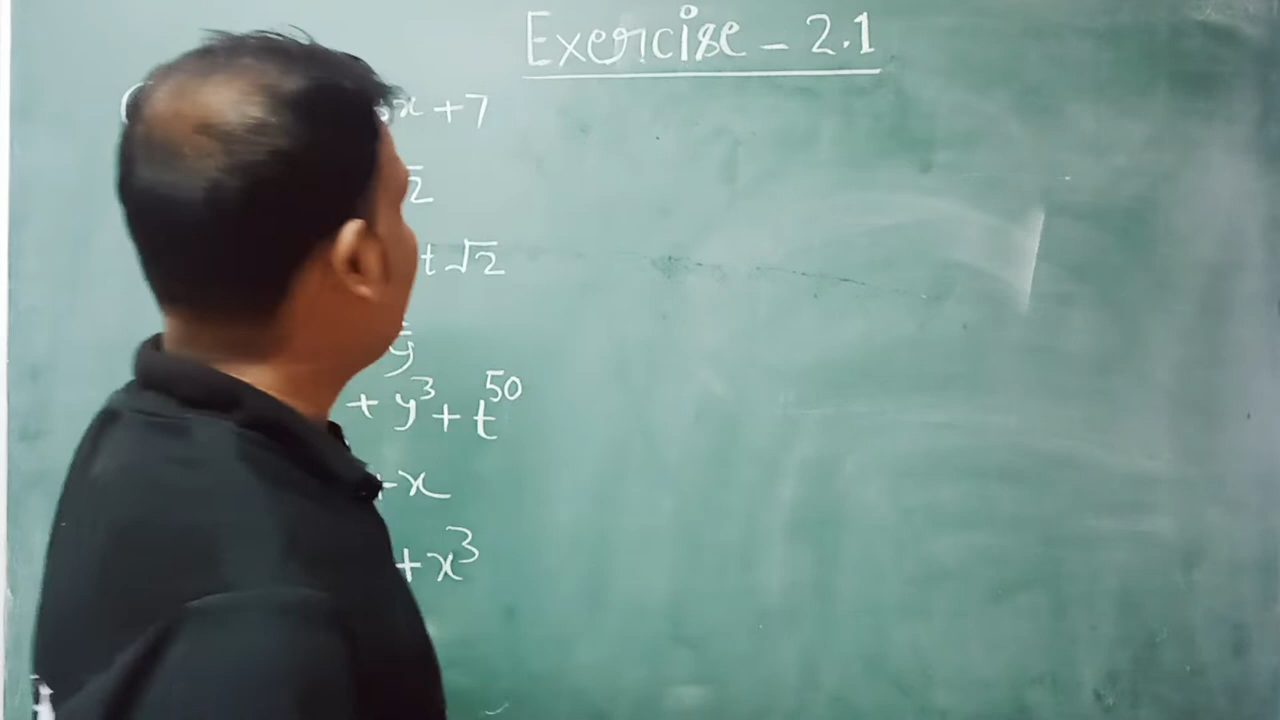 Exercise - 2.1
x + 7
√2
t√2
y
+ y³ + t⁵⁰
+ x
+ x³